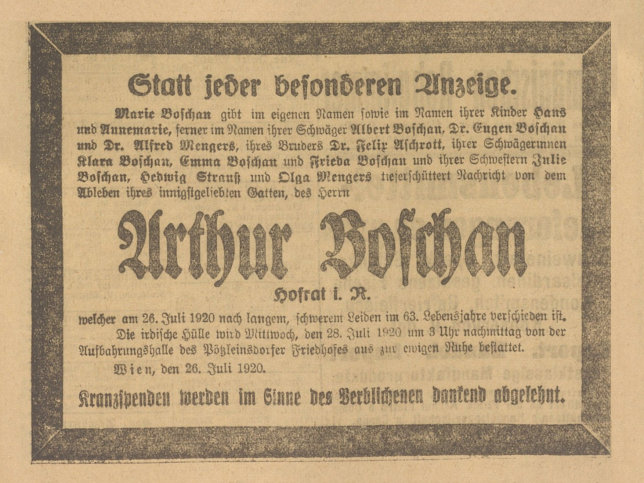 Statt jeder besonderen Anzeige.
Marie Boschan gibt im eigenen Namen sowie im Namen ihrer Kinder Hans
und Annemarie, ferner im Namen ihrer Schwäger Albert Boschan, Dr. Eugen Boschan
und Dr. Alfred Mengers, ihres Bruders Dr. Felix Aschrott, ihrer Schwägerinnen
Klara Boschan, Emma Boschan und Frieda Boschan und ihrer Schwestern Julie
Boschan, Hedwig Strauß und Olga Mengers tieferschüttert Nachricht von dem
Ableben ihres innigstgeliebten Gatten, des Herrn
Arthur Boschan
Hofrat i. R.
welcher am 26. Juli 1920 nach langem, schwerem Leiden im 63. Lebensjahre verschieden ist.
Die irdische Hülle wird Mittwoch, den 28. Juli 1920 um 3 Uhr nachmittag von der
Aufbahrungshalle des Pötzleinsdorfer Friedhofes aus zur ewigen Ruhe bestattet.
Wien, den 26. Juli 1920.
Kranzspenden werden im Sinne des Verblichenen dankend abgelehnt.